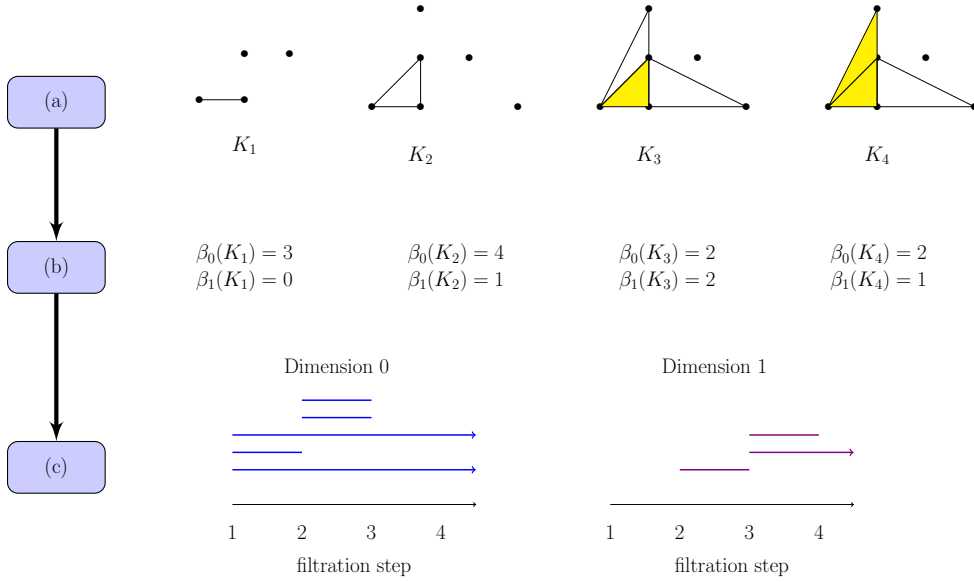 (a)
K₁
K₂
K₃
K₄
(b)
β₀(K₁) = 3
β₁(K₁) = 0
β₀(K₂) = 4
β₁(K₂) = 1
β₀(K₃) = 2
β₁(K₃) = 2
β₀(K₄) = 2
β₁(K₄) = 1
(c)
Dimension 0
1 2 3 4
filtration step
Dimension 1
1 2 3 4
filtration step